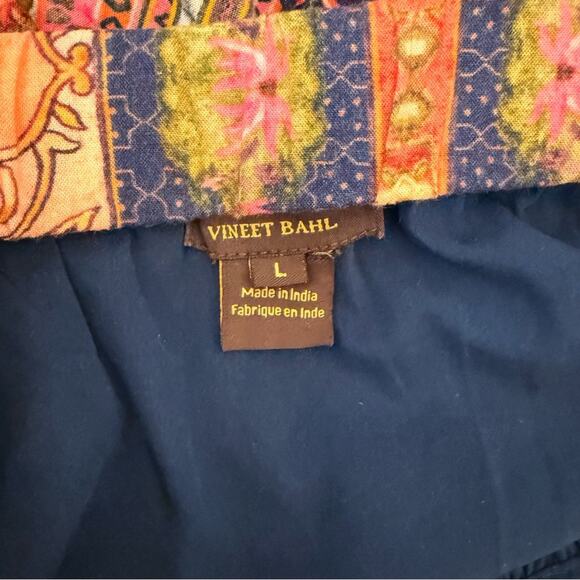 VINEET BAHL
L
Made in India
Fabrique en Inde